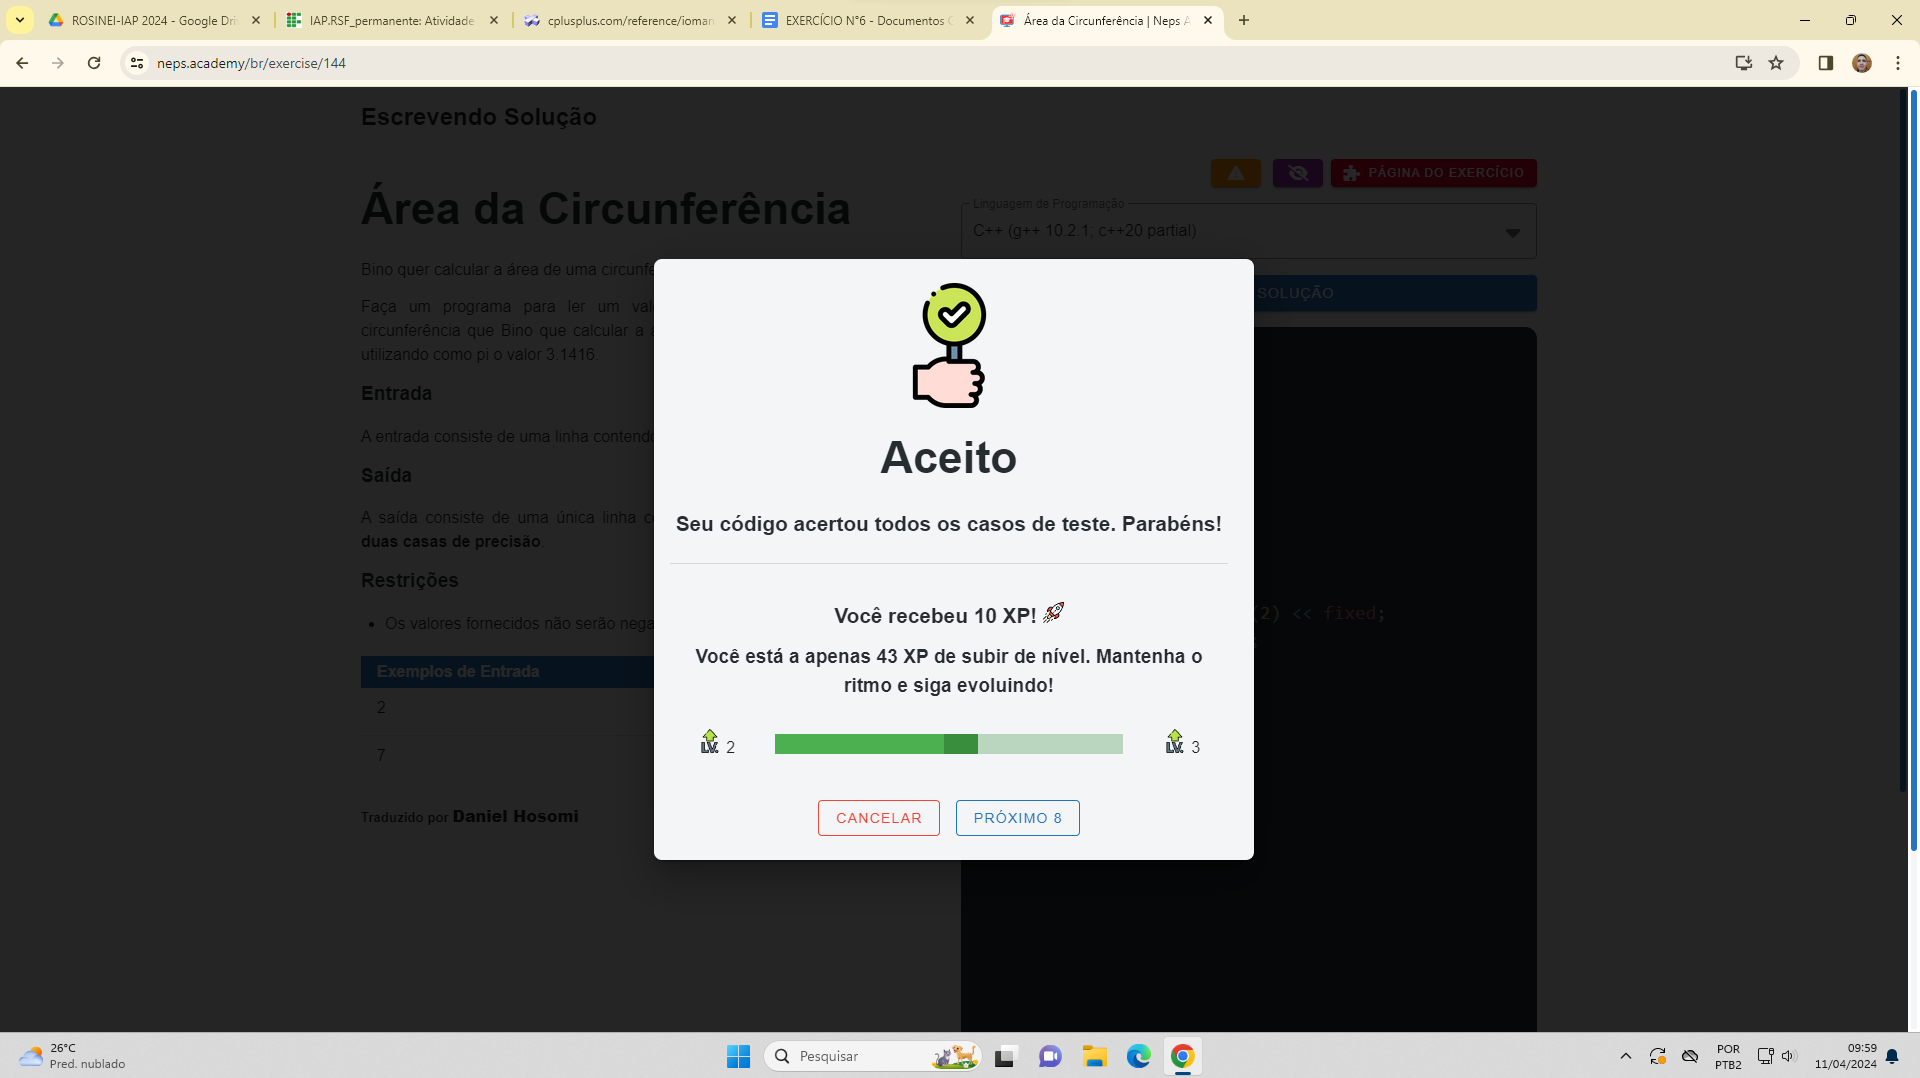 ROSINEI-IAP 2024 - Google Dri
IAP.RSF_permanente: Atividade
cplusplus.com/reference/ioman
EXERCÍCIO N°6 - Documentos G
Área da Circunferência | Neps A
neps.academy/br/exercise/144
Escrevendo Solução
PÁGINA DO EXERCÍCIO
Área da Circunferência
Linguagem de Programação
C++ (g++ 10.2.1; c++20 partial)
Bino quer calcular a área de uma circunfe
SOLUÇÃO
Faça um programa para ler um val
circunferência que Bino que calcular a á
utilizando como pi o valor 3.1416.
Entrada
A entrada consiste de uma linha contendo
Saída
A saída consiste de uma única linha c
duas casas de precisão.
Restrições
Os valores fornecidos não serão nega
Exemplos de Entrada
2
7
Traduzido por Daniel Hosomi
(2) << fixed;
Aceito
Seu código acertou todos os casos de teste. Parabéns!
Você recebeu 10 XP!
Você está a apenas 43 XP de subir de nível. Mantenha o
ritmo e siga evoluindo!
LV. 2
LV. 3
CANCELAR
PRÓXIMO 8
26°C
Pred. nublado
Pesquisar
POR
PTB2
09:59
11/04/2024